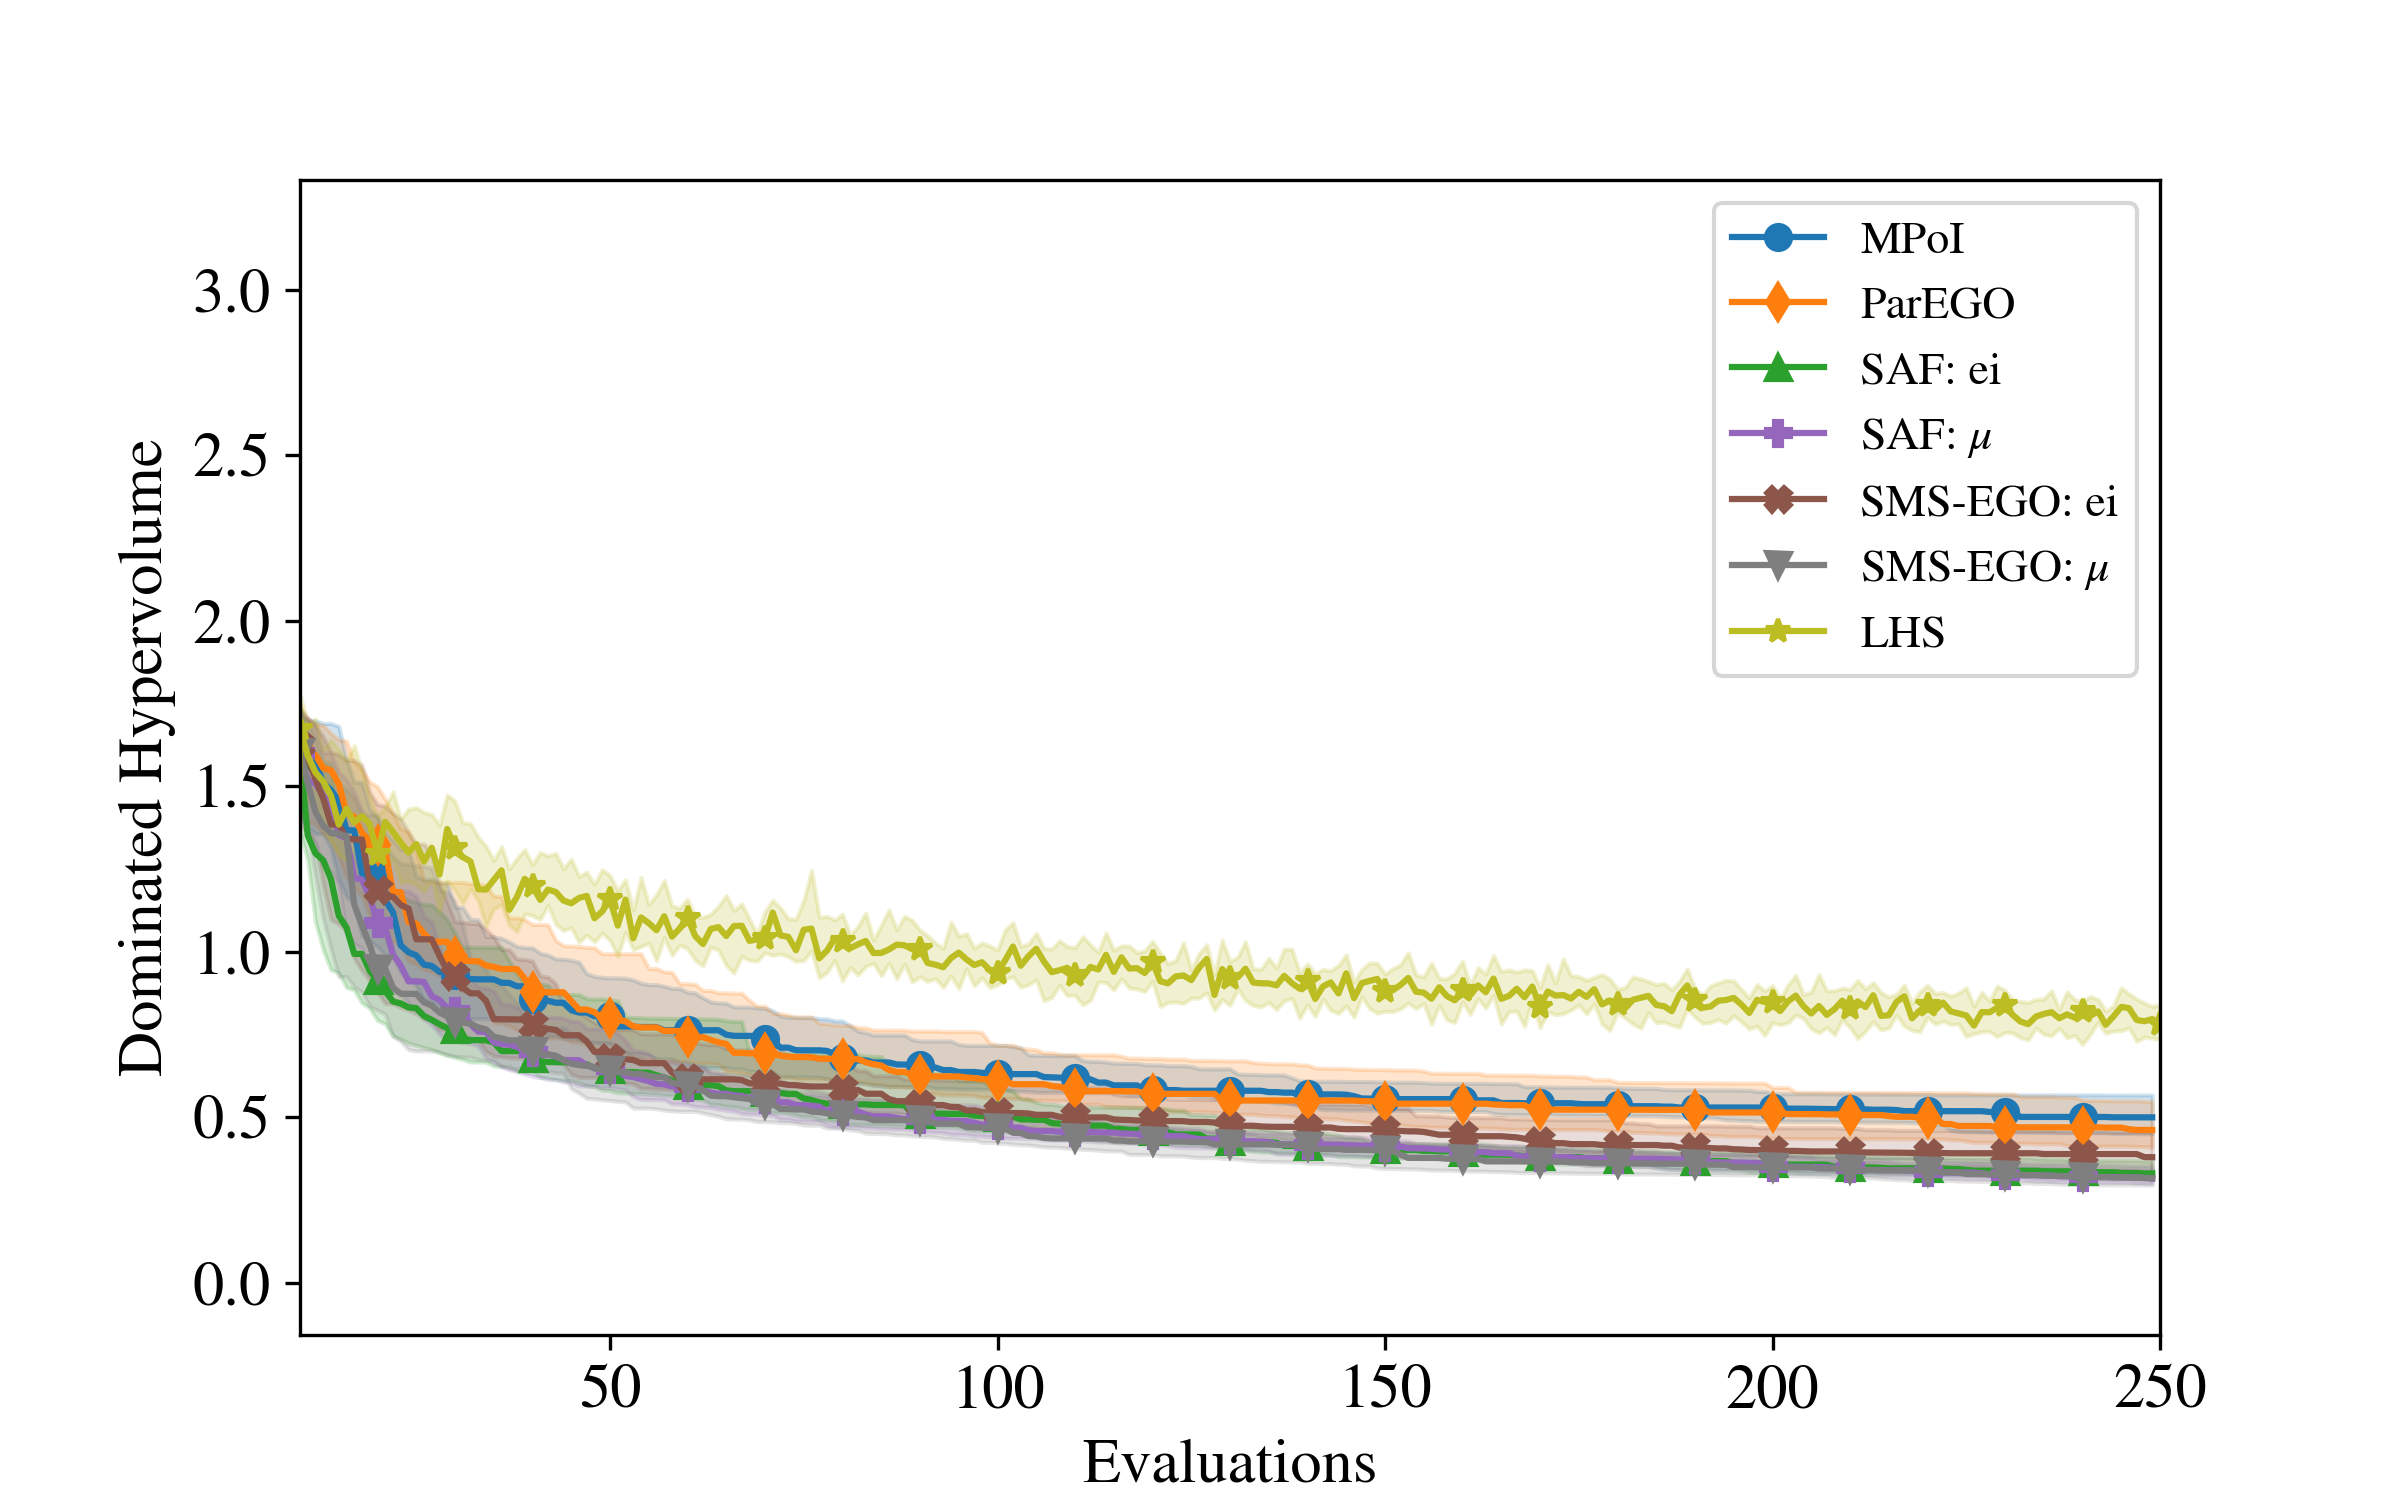 Dominated Hypervolume
3.0
2.5
2.0
1.5
1.0
0.5
0.0
MPoI
ParEGO
SAF: ei
SAF: μ
SMS-EGO: ei
SMS-EGO: μ
LHS
50 100 150 200 250
Evaluations